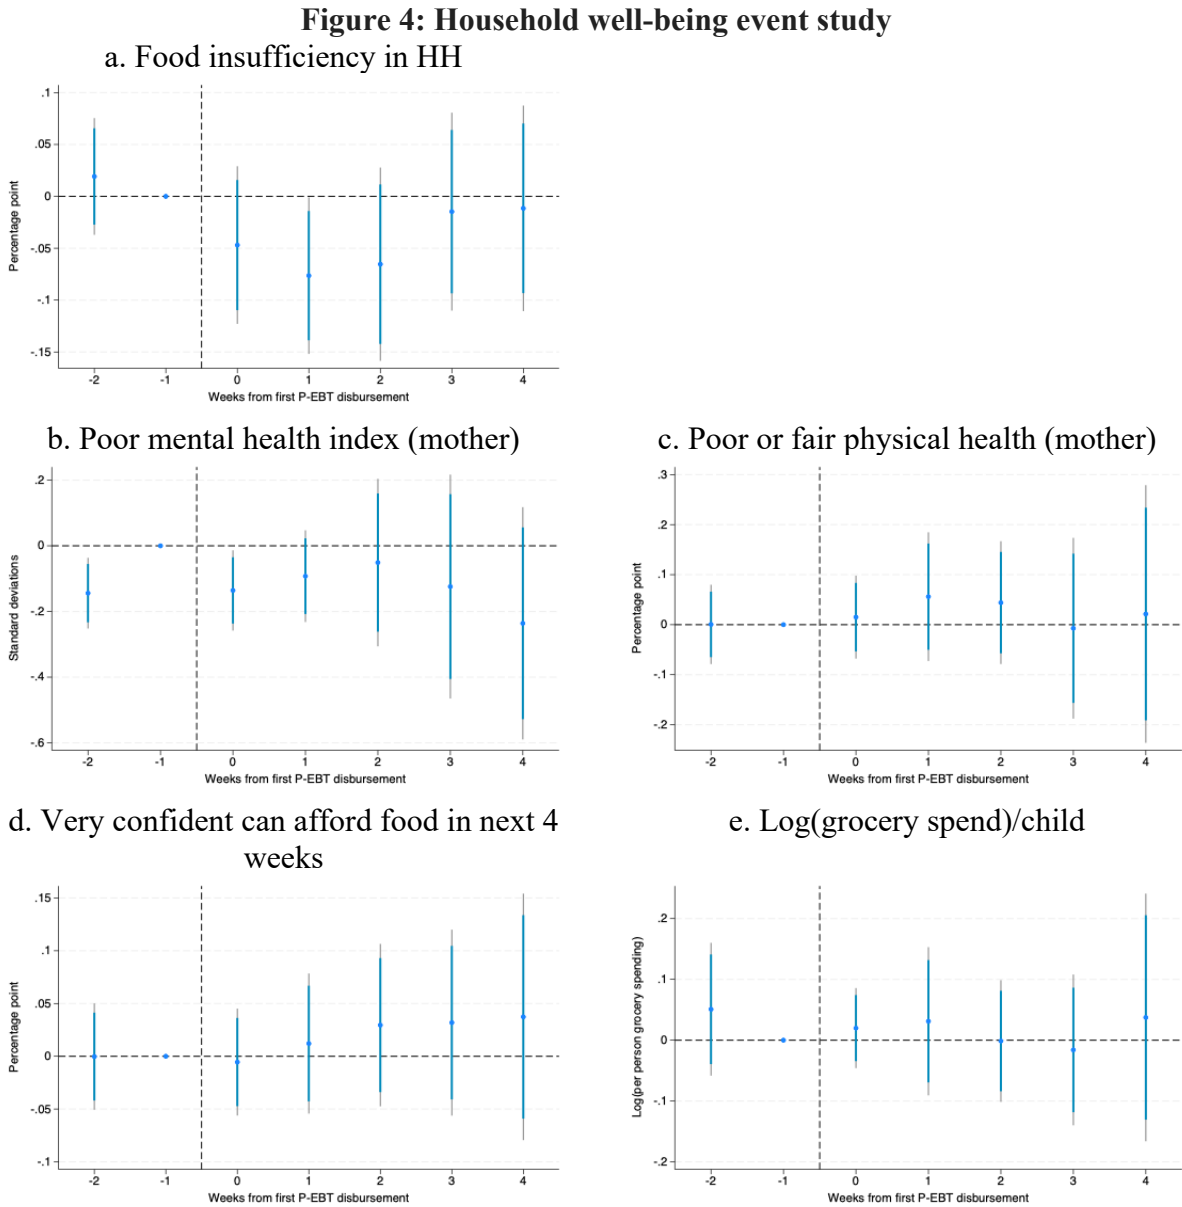 Figure 4: Household well-being event study
a. Food insufficiency in HH
.1
.05
0
-.05
-.1
-.15
Percentage point
-2 -1 0 1 2 3 4
Weeks from first P-EBT disbursement
b. Poor mental health index (mother)
.2
0
-.2
-.4
-.6
Standard deviations
-2 -1 0 1 2 3 4
Weeks from first P-EBT disbursement
c. Poor or fair physical health (mother)
.3
.2
.1
0
-.1
-.2
Percentage point
-2 -1 0 1 2 3 4
Weeks from first P-EBT disbursement
d. Very confident can afford food in next 4
weeks
.15
.1
.05
0
-.05
-.1
Percentage point
-2 -1 0 1 2 3 4
Weeks from first P-EBT disbursement
e. Log(grocery spend)/child
.2
.1
0
-.1
-.2
Log(per person grocery spending)
-2 -1 0 1 2 3 4
Weeks from first P-EBT disbursement